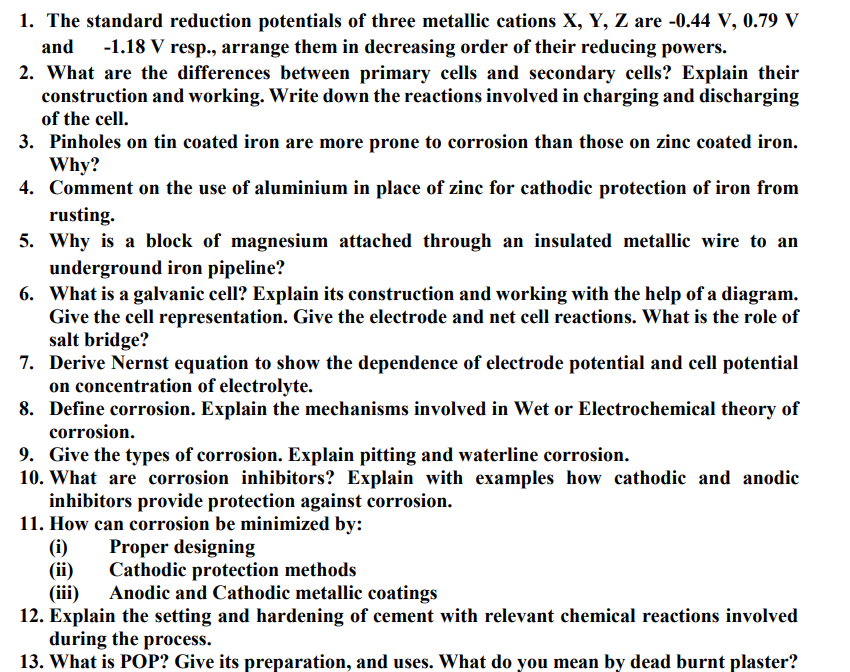 1. The standard reduction potentials of three metallic cations X, Y, Z are -0.44 V, 0.79 V
and -1.18 V resp., arrange them in decreasing order of their reducing powers.
2. What are the differences between primary cells and secondary cells? Explain their
construction and working. Write down the reactions involved in charging and discharging
of the cell.
3. Pinholes on tin coated iron are more prone to corrosion than those on zinc coated iron.
Why?
4. Comment on the use of aluminium in place of zinc for cathodic protection of iron from
rusting.
5. Why is a block of magnesium attached through an insulated metallic wire to an
underground iron pipeline?
6. What is a galvanic cell? Explain its construction and working with the help of a diagram.
Give the cell representation. Give the electrode and net cell reactions. What is the role of
salt bridge?
7. Derive Nernst equation to show the dependence of electrode potential and cell potential
on concentration of electrolyte.
8. Define corrosion. Explain the mechanisms involved in Wet or Electrochemical theory of
corrosion.
9. Give the types of corrosion. Explain pitting and waterline corrosion.
10. What are corrosion inhibitors? Explain with examples how cathodic and anodic
inhibitors provide protection against corrosion.
11. How can corrosion be minimized by:
(i) Proper designing
(ii) Cathodic protection methods
(iii) Anodic and Cathodic metallic coatings
12. Explain the setting and hardening of cement with relevant chemical reactions involved
during the process.
13. What is POP? Give its preparation, and uses. What do you mean by dead burnt plaster?